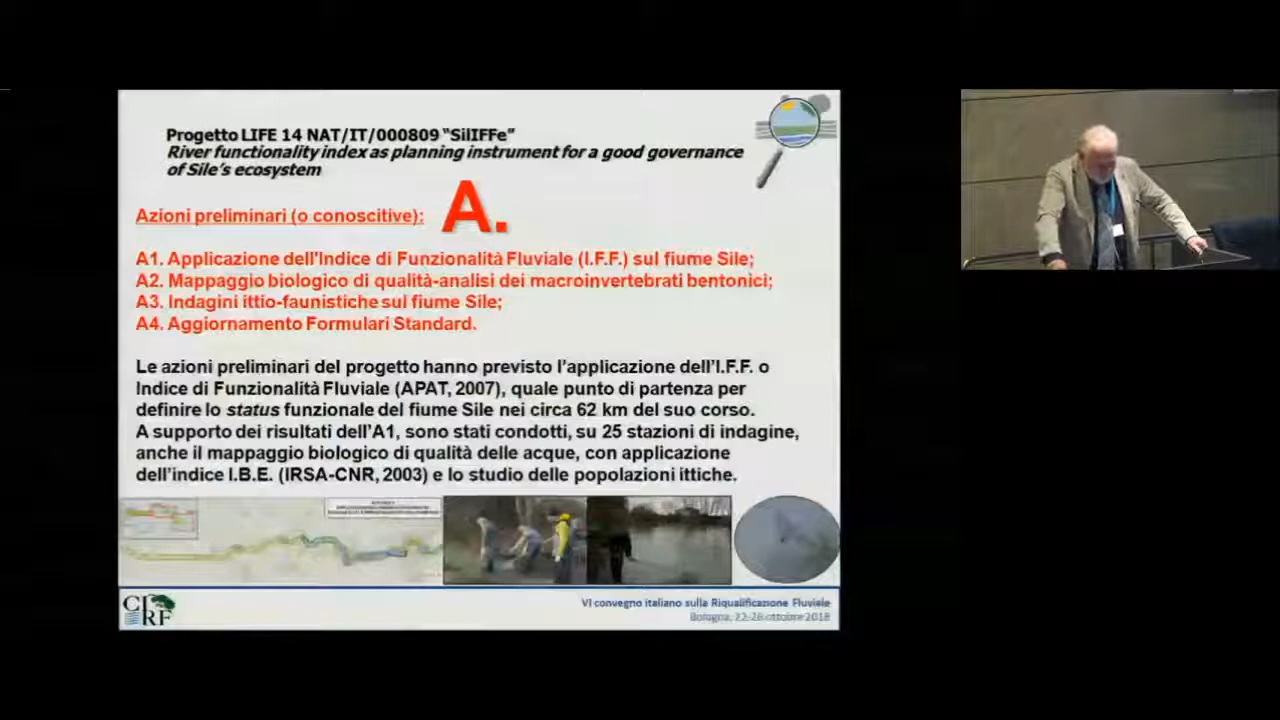 Progetto LIFE 14 NAT/IT/000809 "SilIFFe"
River functionality index as planning instrument for a good governance
of Sile's ecosystem
Azioni preliminari (o conoscitive):
A.
A1. Applicazione dell'Indice di Funzionalità Fluviale (I.F.F.) sul fiume Sile;
A2. Mappaggio biologico di qualità-analisi dei macroinvertebrati bentonici;
A3. Indagini ittio-faunistiche sul fiume Sile;
A4. Aggiornamento Formulari Standard.
Le azioni preliminari del progetto hanno previsto l'applicazione dell'I.F.F. o
Indice di Funzionalità Fluviale (APAT, 2007), quale punto di partenza per
definire lo status funzionale del fiume Sile nei circa 62 km del suo corso.
A supporto dei risultati dell'A1, sono stati condotti, su 25 stazioni di indagine,
anche il mappaggio biologico di qualità delle acque, con applicazione
dell'indice I.B.E. (IRSA-CNR, 2003) e lo studio delle popolazioni ittiche.
CIRF
VI convegno italiano sulla Riqualificazione Fluviale
Bologna, 22-26 ottobre 2018